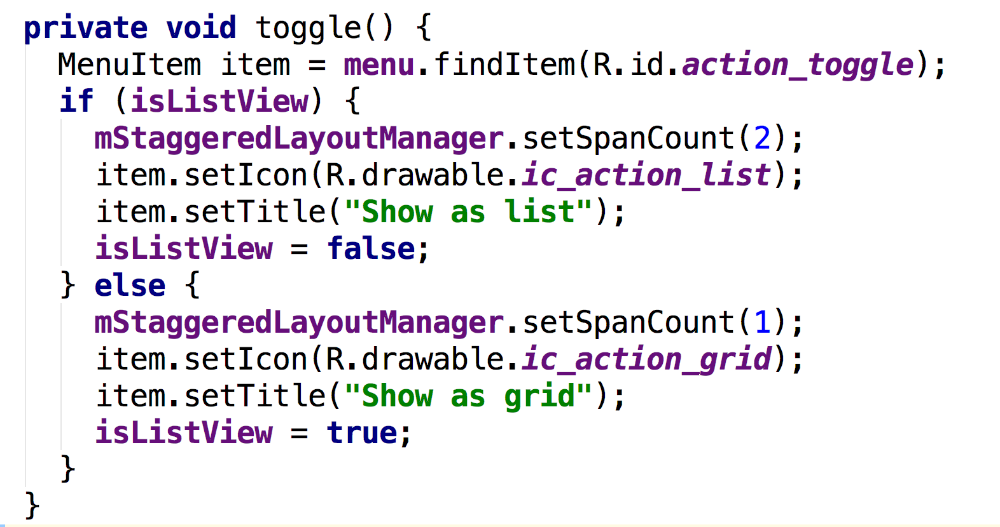 private void toggle() {
  MenuItem item = menu.findItem(R.id.action_toggle);
  if (isListView) {
    mStaggeredLayoutManager.setSpanCount(2);
    item.setIcon(R.drawable.ic_action_list);
    item.setTitle("Show as list");
    isListView = false;
  } else {
    mStaggeredLayoutManager.setSpanCount(1);
    item.setIcon(R.drawable.ic_action_grid);
    item.setTitle("Show as grid");
    isListView = true;
  }
}